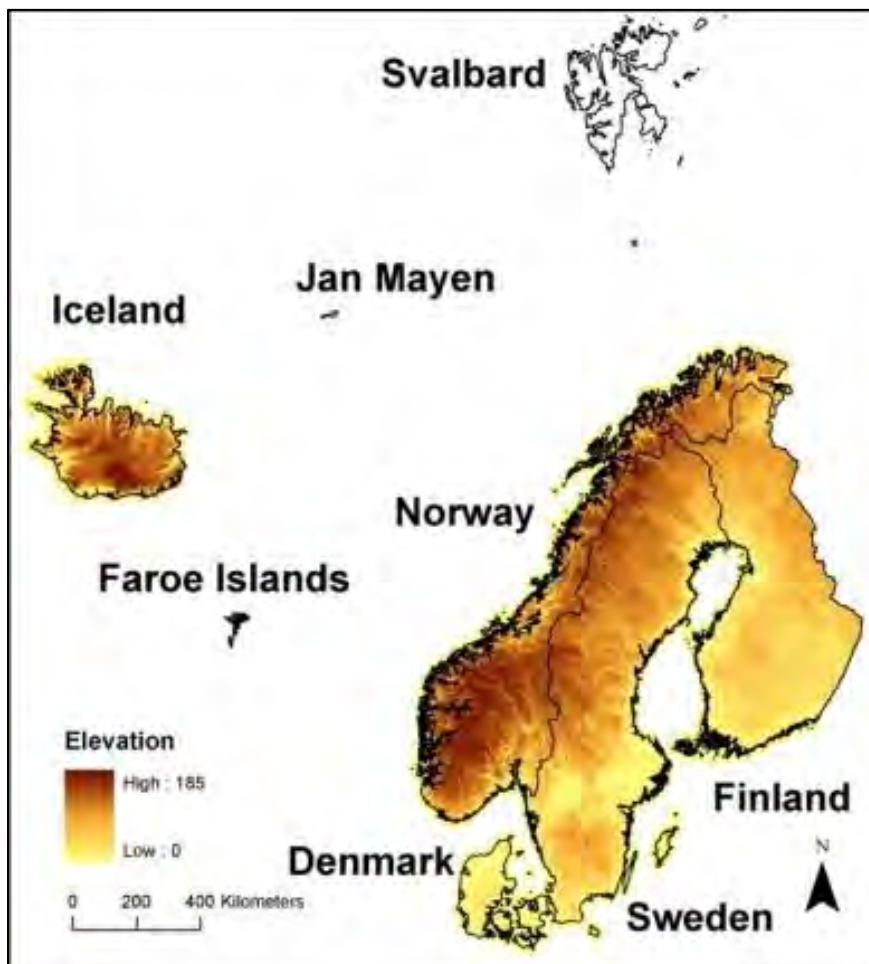 Svalbard
Jan Mayen
Iceland
Norway
Faroe Islands
Elevation
High : 185
Low : 0
Finland
Denmark
N
0 200 400 Kilometers
Sweden